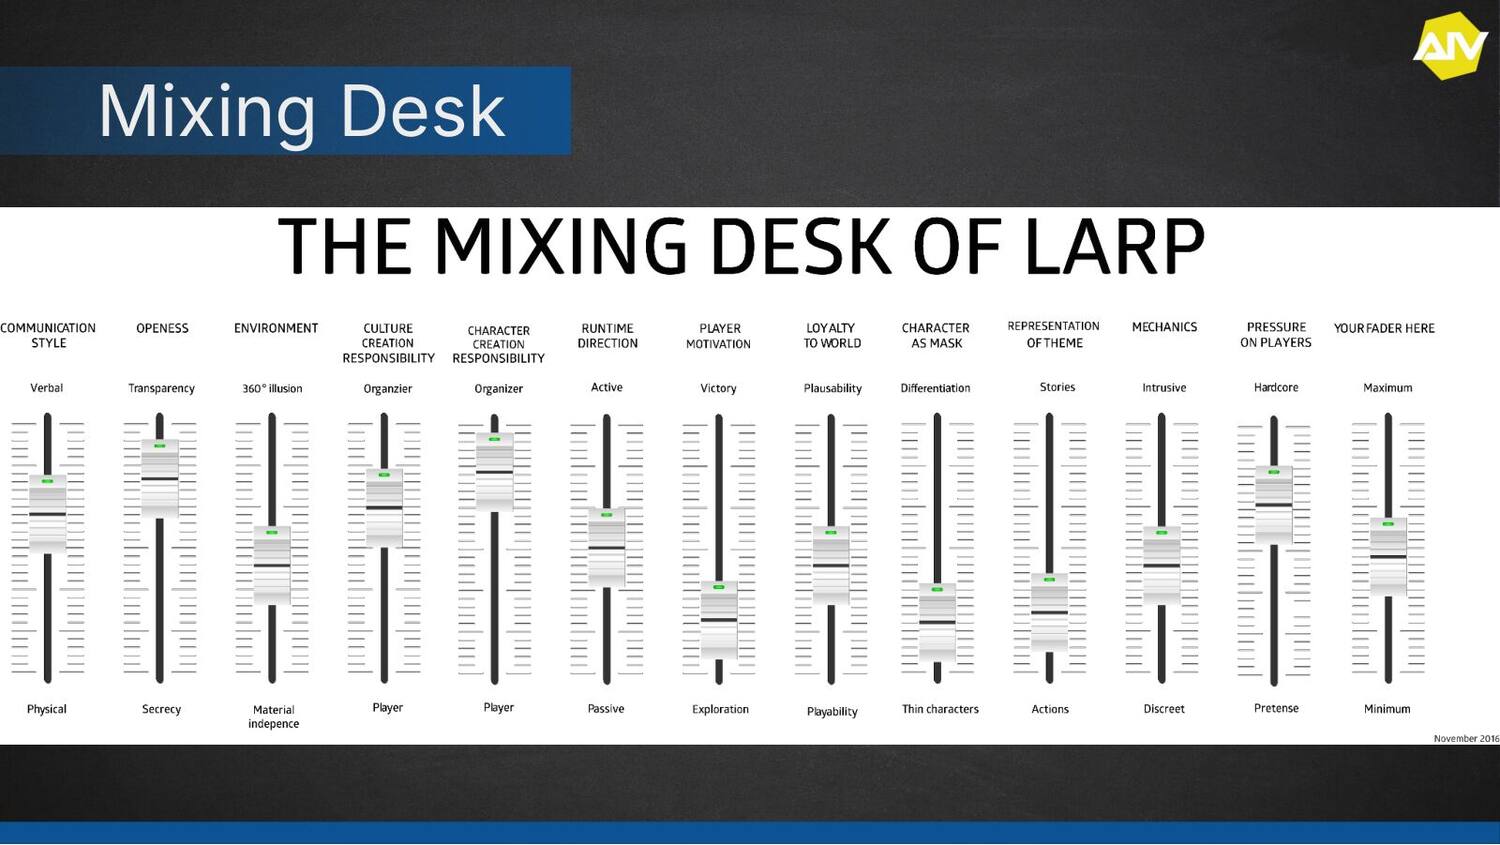 AIV
Mixing Desk
THE MIXING DESK OF LARP
COMMUNICATION
STYLE
OPENESS
ENVIRONMENT
CULTURE
CREATION
RESPONSIBILITY
CHARACTER
CREATION
RESPONSIBILITY
RUNTIME
DIRECTION
PLAYER
MOTIVATION
LOYALTY
TO WORLD
CHARACTER
AS MASK
REPRESENTATION
OF THEME
MECHANICS
PRESSURE
ON PLAYERS
YOUR FADER HERE
Verbal
Transparency
360° illusion
Organzier
Organizer
Active
Victory
Plausability
Differentiation
Stories
Intrusive
Hardcore
Maximum
Physical
Secrecy
Material
indepence
Player
Player
Passive
Exploration
Playability
Thin characters
Actions
Discreet
Pretense
Minimum
November 2016